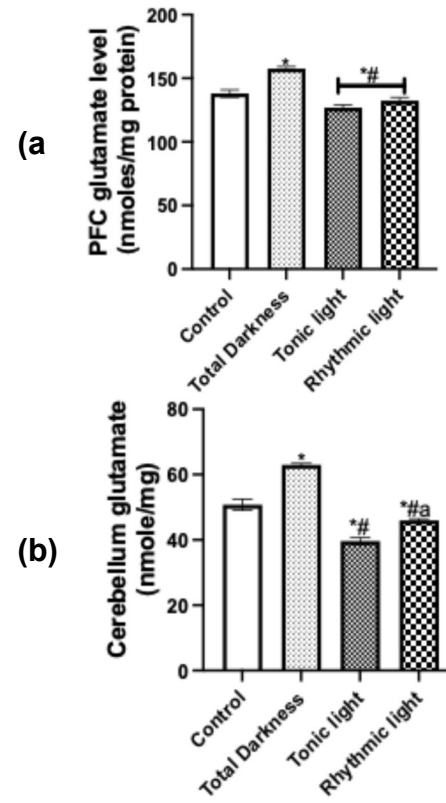 (a
PFC glutamate level
(nmoles/mg protein)
200
150
100
50
0
*
*#
Control
Total Darkness
Tonic light
Rhythmic light
(b)
Cerebellum glutamate
(nmole/mg)
80
60
40
20
0
*
*#
*#a
Control
Total Darkness
Tonic light
Rhythmic light